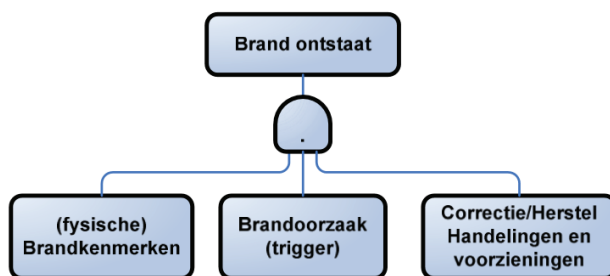 Brand ontstaat
.
(fysische)
Brandkenmerken
Brandoorzaak
(trigger)
Correctie/Herstel
Handelingen en
voorzieningen